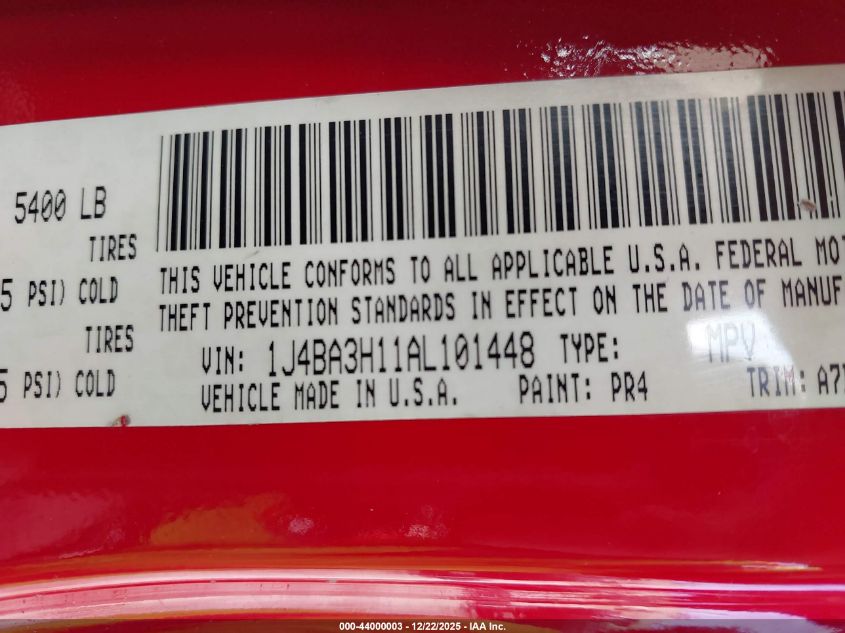 5400 LB
TIRES
5 PSI) COLD
TIRES
5 PSI) COLD
THIS VEHICLE CONFORMS TO ALL APPLICABLE U.S.A. FEDERAL MOT
THEFT PREVENTION STANDARDS IN EFFECT ON THE DATE OF MANUF
VIN: 1J4BA3H11AL101448 TYPE: MPV
VEHICLE MADE IN U.S.A. PAINT: PR4 TRIM: A7
000-44000003 - 12/22/2025 - IAA Inc.